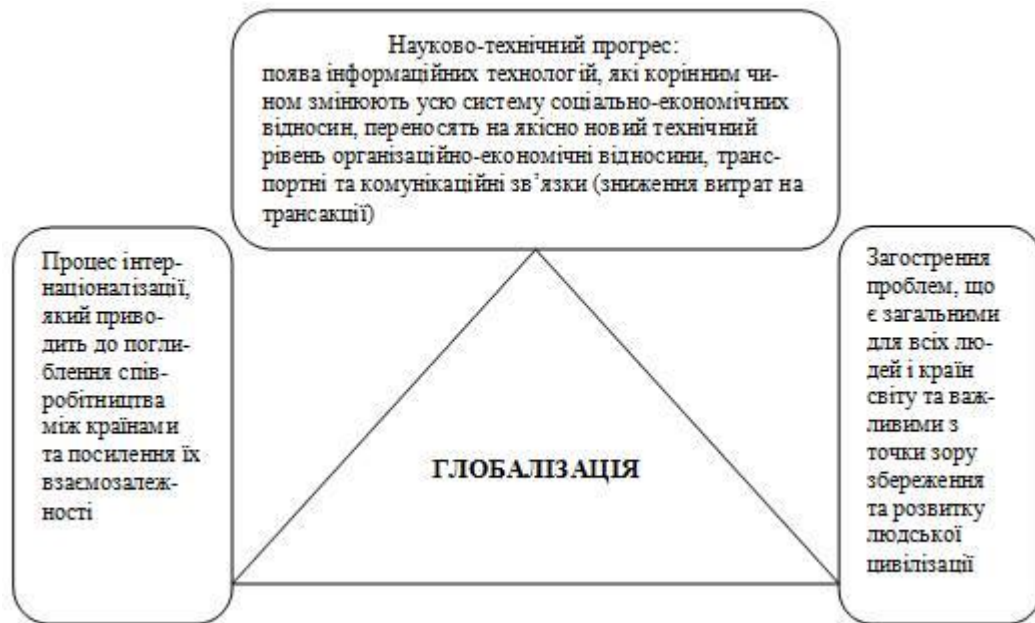 Науково-технічний прогрес:
поява інформаційних технологій, які корінним чи-
ном змінюють усю систему соціально-економічних
відносин, переносять на якісно новий технічний
рівень організаційно-економічні відносини, транс-
портні та комунікаційні зв’язки (зниження витрат на
трансакції)
Процес інтер-
націоналізації,
який приво-
дить до погли-
блення спів-
робітництва
між країнами
та посилення їх
взаємозалеж-
ності
Загострення
проблем, що
є загальними
для всіх лю-
дей і країн
світу та важ-
ливими з
точки зору
збереження
та розвитку
людської
цивілізації
ГЛОБАЛІЗАЦІЯ